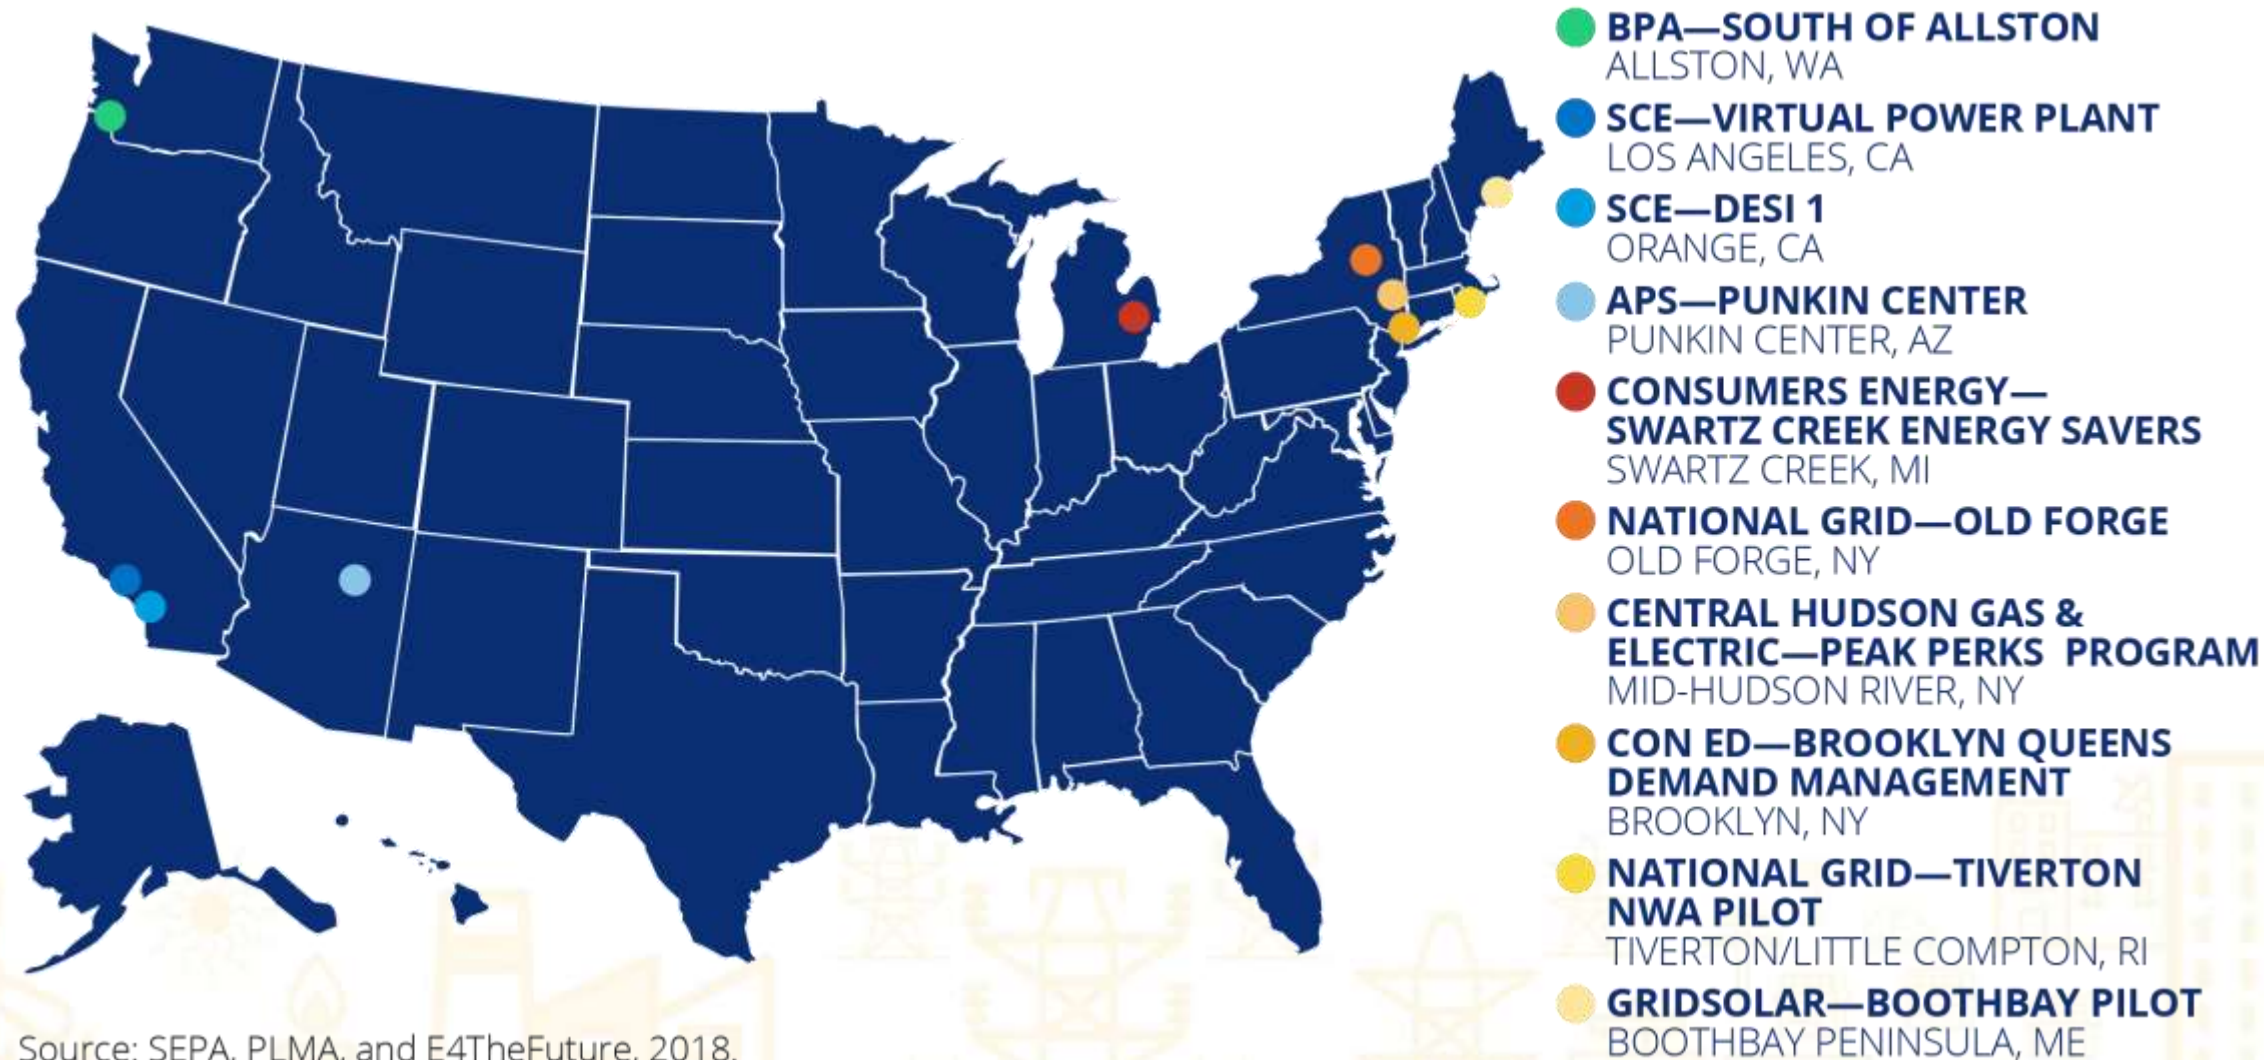 BPA—SOUTH OF ALLSTON
ALLSTON, WA
SCE—VIRTUAL POWER PLANT
LOS ANGELES, CA
SCE—DESI 1
ORANGE, CA
APS—PUNKIN CENTER
PUNKIN CENTER, AZ
CONSUMERS ENERGY—
SWARTZ CREEK ENERGY SAVERS
SWARTZ CREEK, MI
NATIONAL GRID—OLD FORGE
OLD FORGE, NY
CENTRAL HUDSON GAS &
ELECTRIC—PEAK PERKS PROGRAM
MID-HUDSON RIVER, NY
CON ED—BROOKLYN QUEENS
DEMAND MANAGEMENT
BROOKLYN, NY
NATIONAL GRID—TIVERTON
NWA PILOT
TIVERTON/LITTLE COMPTON, RI
GRIDSOLAR—BOOTHBAY PILOT
BOOTHBAY PENINSULA, ME
Source: SEPA, PLMA, and E4TheFuture, 2018.